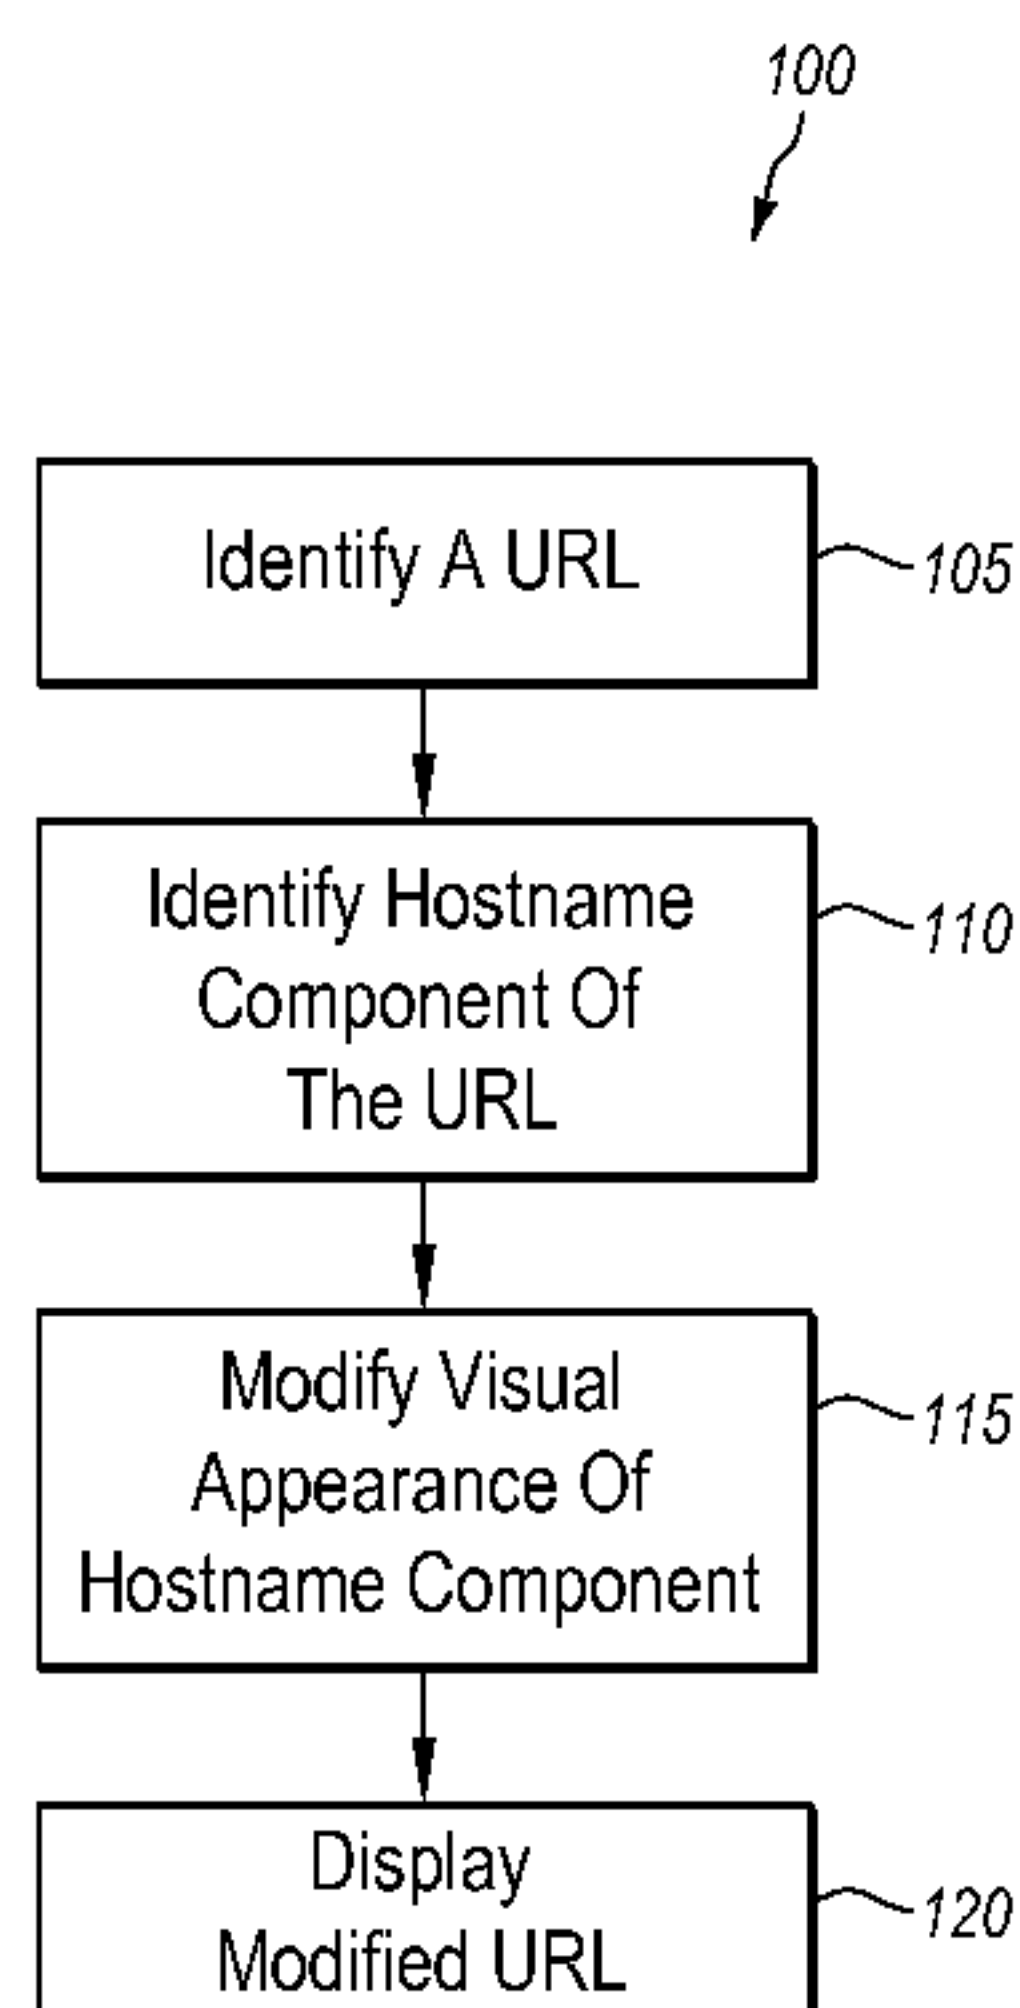 100
Identify A URL
105
Identify Hostname
Component Of
The URL
110
Modify Visual
Appearance Of
Hostname Component
115
Display
Modified URL
120